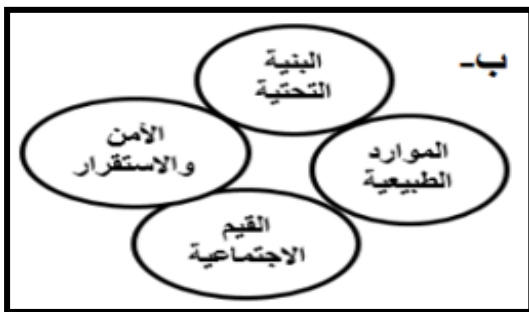 ب-
البنية
التحتية
الموارد
الطبيعية
الأمن
والاستقرار
القيم
الاجتماعية